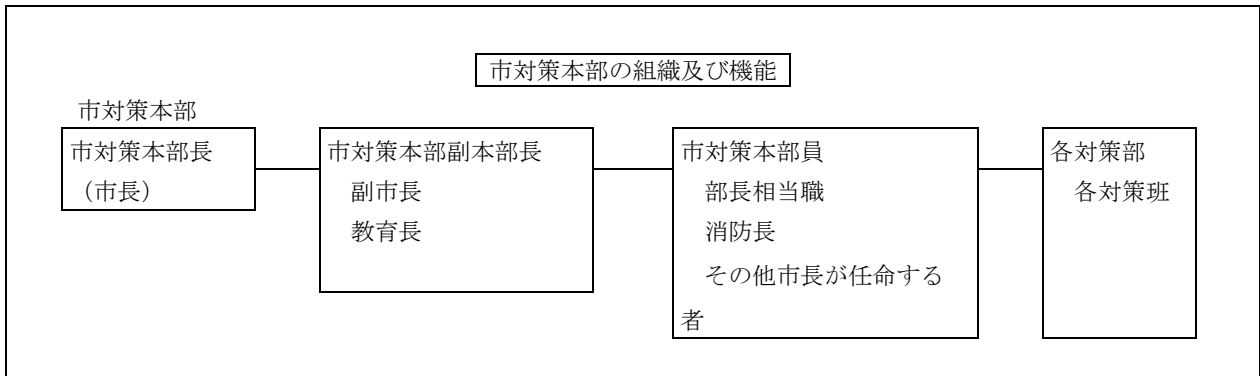 市対策本部の組織及び機能
市対策本部
市対策本部長
（市長）
市対策本部副本部長
副市長
教育長
市対策本部員
部長相当職
消防長
その他市長が任命する
者
各対策部
各対策班